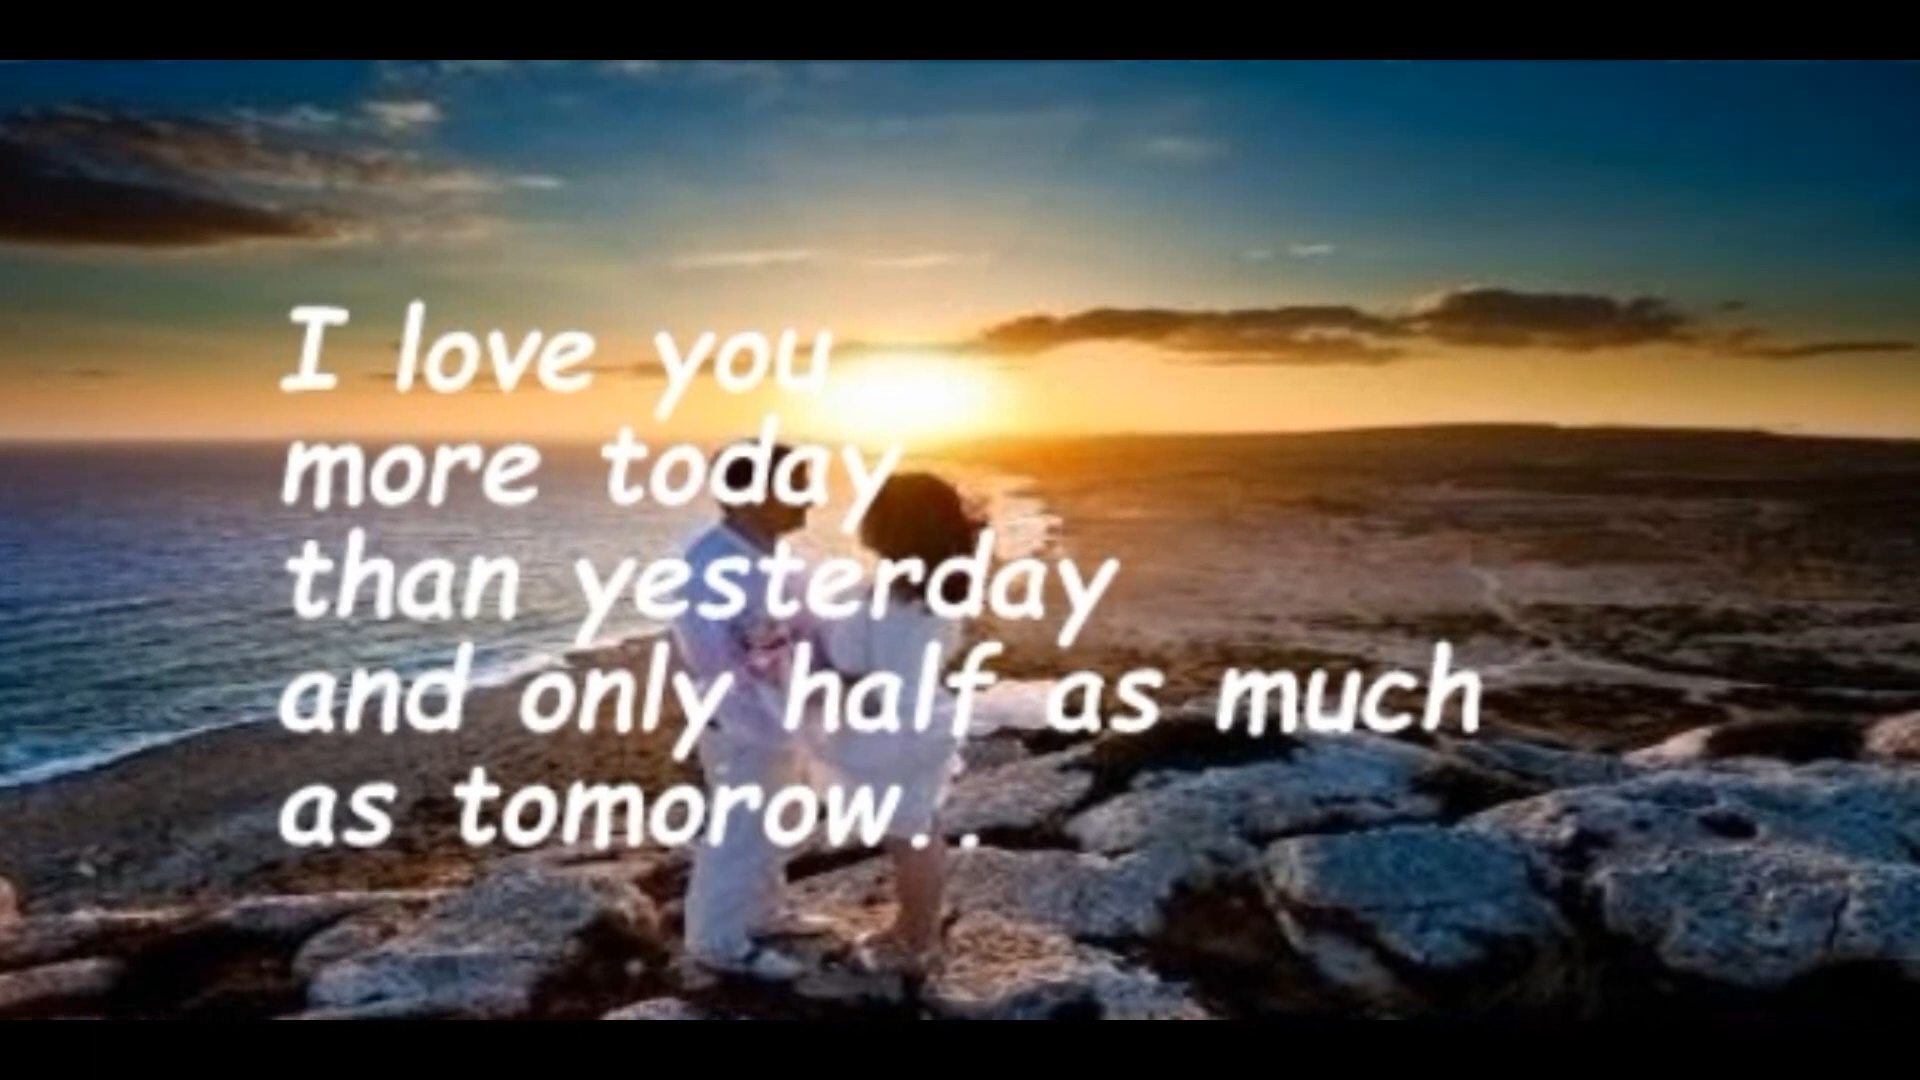 I love you
more today
than yesterday
and only half as much
as tomorow..